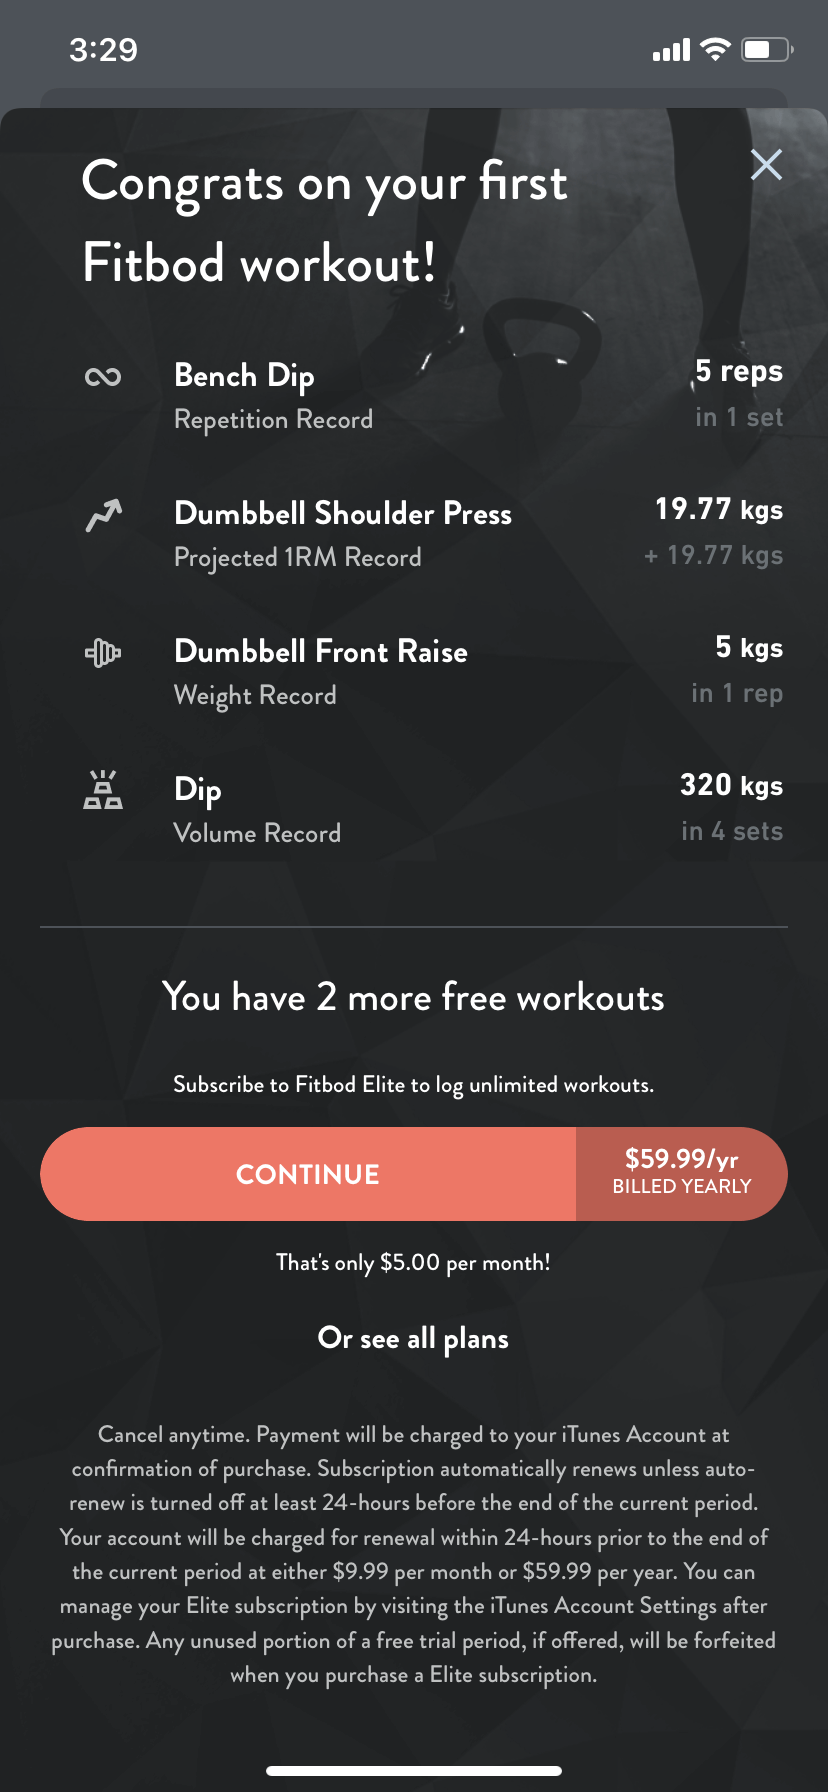 3:29
Congrats on your first
Fitbod workout!
Bench Dip
5 reps
Repetition Record
in 1 set
Dumbbell Shoulder Press
19.77 kgs
Projected 1RM Record
+ 19.77 kgs
Dumbbell Front Raise
5 kgs
Weight Record
in 1 rep
Dip
320 kgs
Volume Record
in 4 sets
You have 2 more free workouts
Subscribe to Fitbod Elite to log unlimited workouts.
CONTINUE
$59.99/yr
BILLED YEARLY
That's only $5.00 per month!
Or see all plans
Cancel anytime. Payment will be charged to your iTunes Account at
confirmation of purchase. Subscription automatically renews unless auto-
renew is turned off at least 24-hours before the end of the current period.
Your account will be charged for renewal within 24-hours prior to the end of
the current period at either $9.99 per month or $59.99 per year. You can
manage your Elite subscription by visiting the iTunes Account Settings after
purchase. Any unused portion of a free trial period, if offered, will be forfeited
when you purchase a Elite subscription.